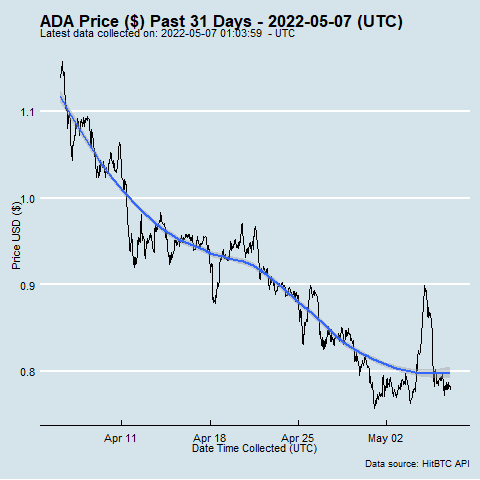 ADA Price ($) Past 31 Days - 2022-05-07 (UTC)
Latest data collected on: 2022-05-07 01:03:59 - UTC
1.1
1.0
0.9
0.8
Price USD ($)
Apr 11 Apr 18 Apr 25 May 02
Date Time Collected (UTC)
Data source: HitBTC API